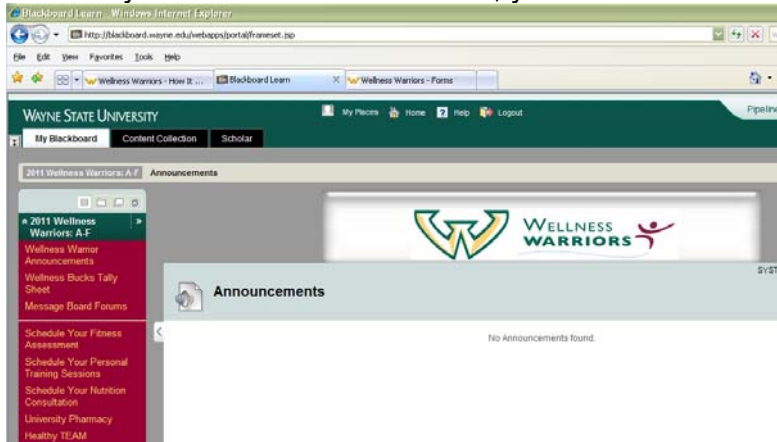 Blackboard Learn - Windows Internet Explorer
http://blackboard.wayne.edu/webapps/portal/frameset.jsp
File Edit View Favorites Tools Help
Wellness Warriors - How It ... Blackboard Learn X Wellness Warriors - Forms
WAYNE STATE UNIVERSITY
My Places Home ? Help Logout
Pipeline
My Blackboard Content Collection Scholar
2011 Wellness Warriors: A-F Announcements
2011 Wellness
Warriors: A-F
WELLNESS
WARRIORS
Wellness Warrior
Announcements
Wellness Bucks Tally
Sheet
Message Board Forums
SYST
Announcements
No Announcements found.
Schedule Your Fitness
Assessment
Schedule Your Personal
Training Sessions
Schedule Your Nutrition
Consultation
University Pharmacy
Healthy TEAM